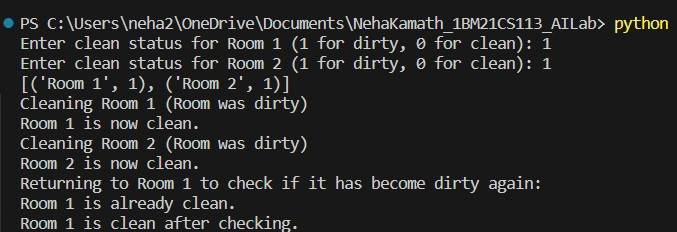 PS C:\Users\neha2\OneDrive\Documents\NehaKamath_1BM21CS113_AILab> python
Enter clean status for Room 1 (1 for dirty, 0 for clean): 1
Enter clean status for Room 2 (1 for dirty, 0 for clean): 1
[('Room 1', 1), ('Room 2', 1)]
Cleaning Room 1 (Room was dirty)
Room 1 is now clean.
Cleaning Room 2 (Room was dirty)
Room 2 is now clean.
Returning to Room 1 to check if it has become dirty again:
Room 1 is already clean.
Room 1 is clean after checking.